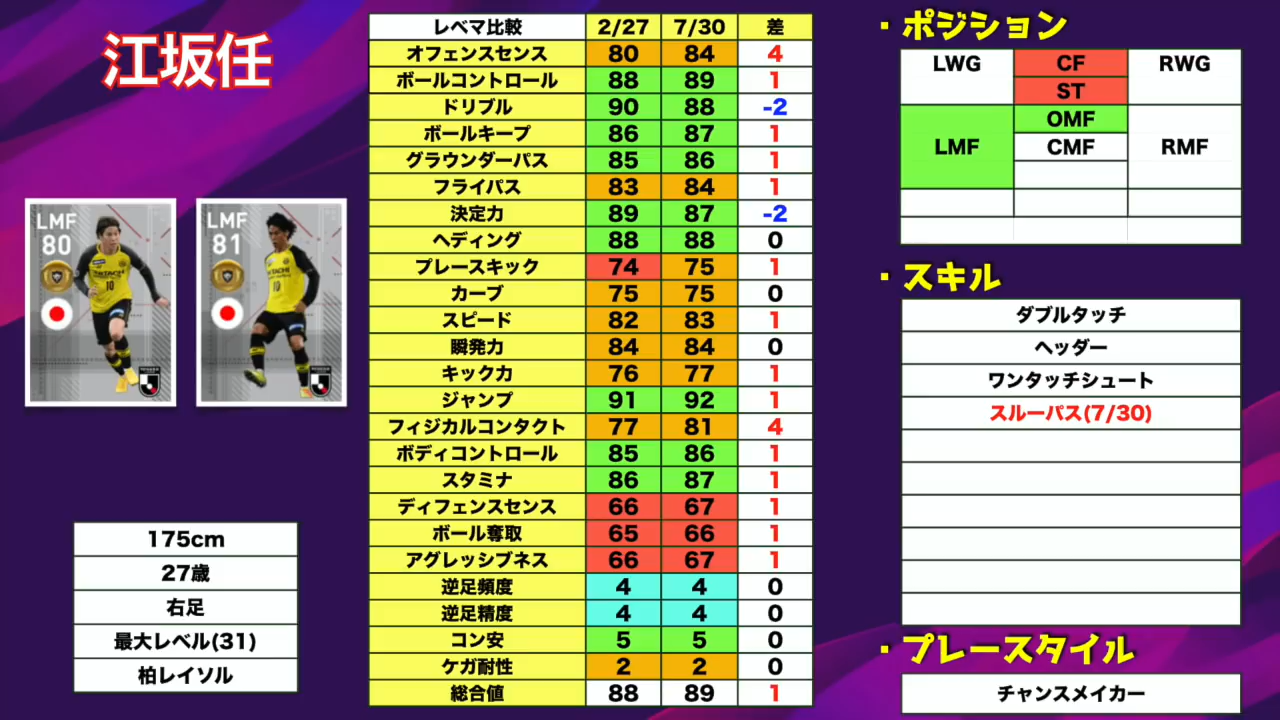 江坂任
LMF
80
HITACHI
10
LMF
81
10
175cm
27歳
右足
最大レベル(31)
柏レイソル
レベマ比較 2/27 7/30 差
オフェンスセンス 80 84 4
ボールコントロール 88 89 1
ドリブル 90 88 -2
ボールキープ 86 87 1
グラウンダーパス 85 86 1
フライパス 83 84 1
決定力 89 87 -2
ヘディング 88 88 0
プレースキック 74 75 1
カーブ 75 75 0
スピード 82 83 1
瞬発力 84 84 0
キック力 76 77 1
ジャンプ 91 92 1
フィジカルコンタクト 77 81 4
ボディコントロール 85 86 1
スタミナ 86 87 1
ディフェンスセンス 66 67 1
ボール奪取 65 66 1
アグレッシブネス 66 67 1
逆足頻度 4 4 0
逆足精度 4 4 0
コン安 5 5 0
ケガ耐性 2 2 0
総合値 88 89 1
・ポジション
LWG CF RWG
ST
OMF
LMF CMF RMF
・スキル
ダブルタッチ
ヘッダー
ワンタッチシュート
スルーパス(7/30)
・プレースタイル
チャンスメイカー